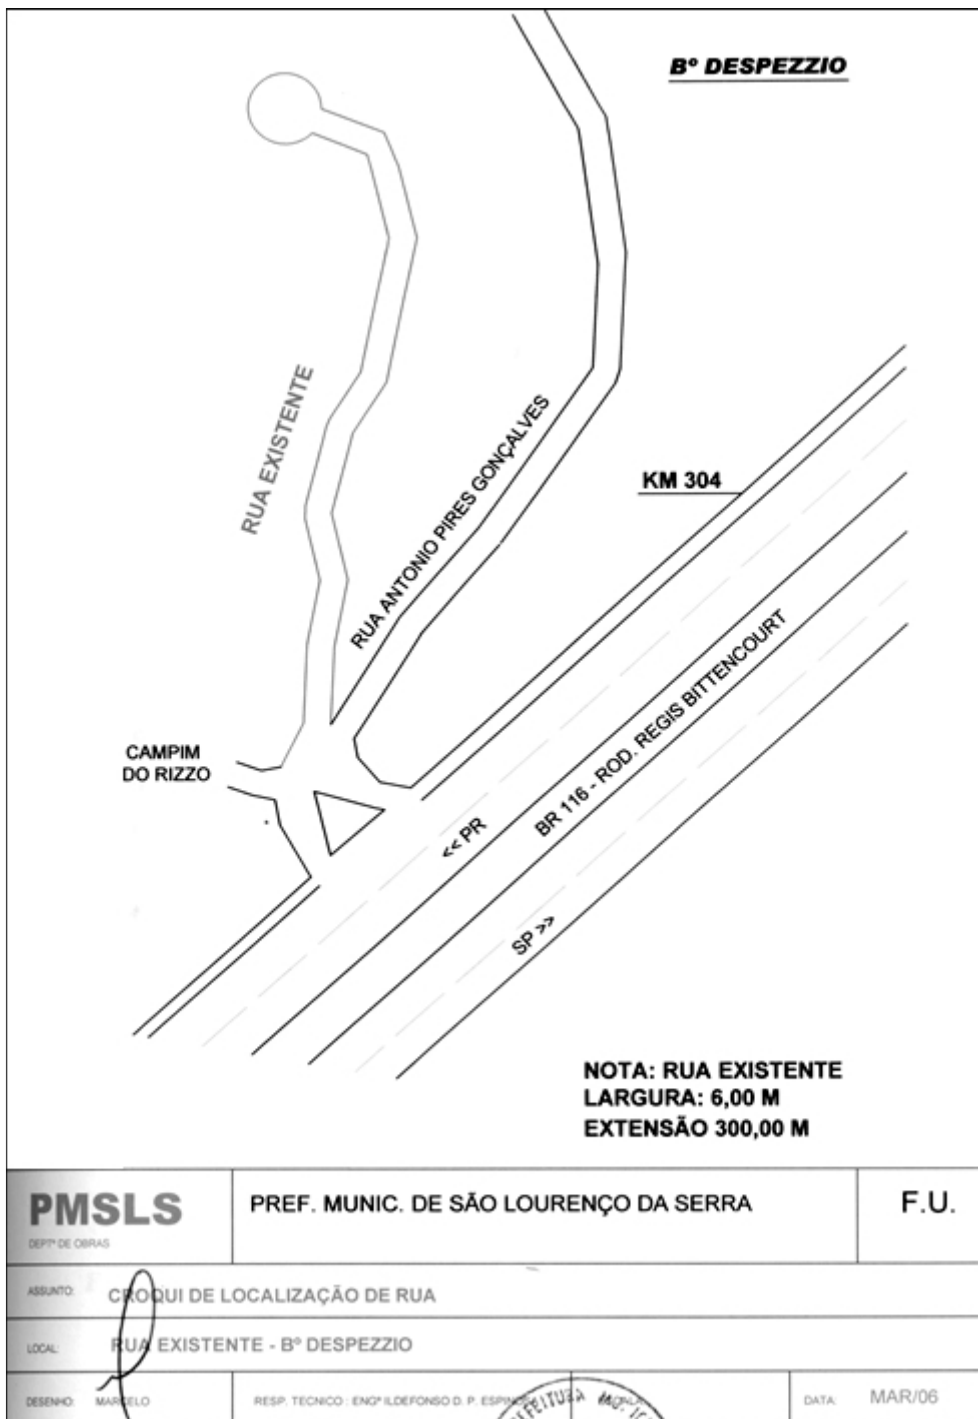 Bº DESPEZZIO
RUA EXISTENTE
RUA ANTONIO PIRES GONÇALVES
KM 304
CAMPIM
DO RIZZO
BR 116 - ROD. REGIS BITTENCOURT
<< PR
SP >>
NOTA: RUA EXISTENTE
LARGURA: 6,00 M
EXTENSÃO 300,00 M
PMSLS
DEPTº DE OBRAS
PREF. MUNIC. DE SÃO LOURENÇO DA SERRA
F.U.
ASSUNTO: CROQUI DE LOCALIZAÇÃO DE RUA
LOCAL: RUA EXISTENTE - Bº DESPEZZIO
DESENHO: MARCELO
RESP. TECNICO : ENGº ILDEFONSO D. P.
DATA: MAR/06